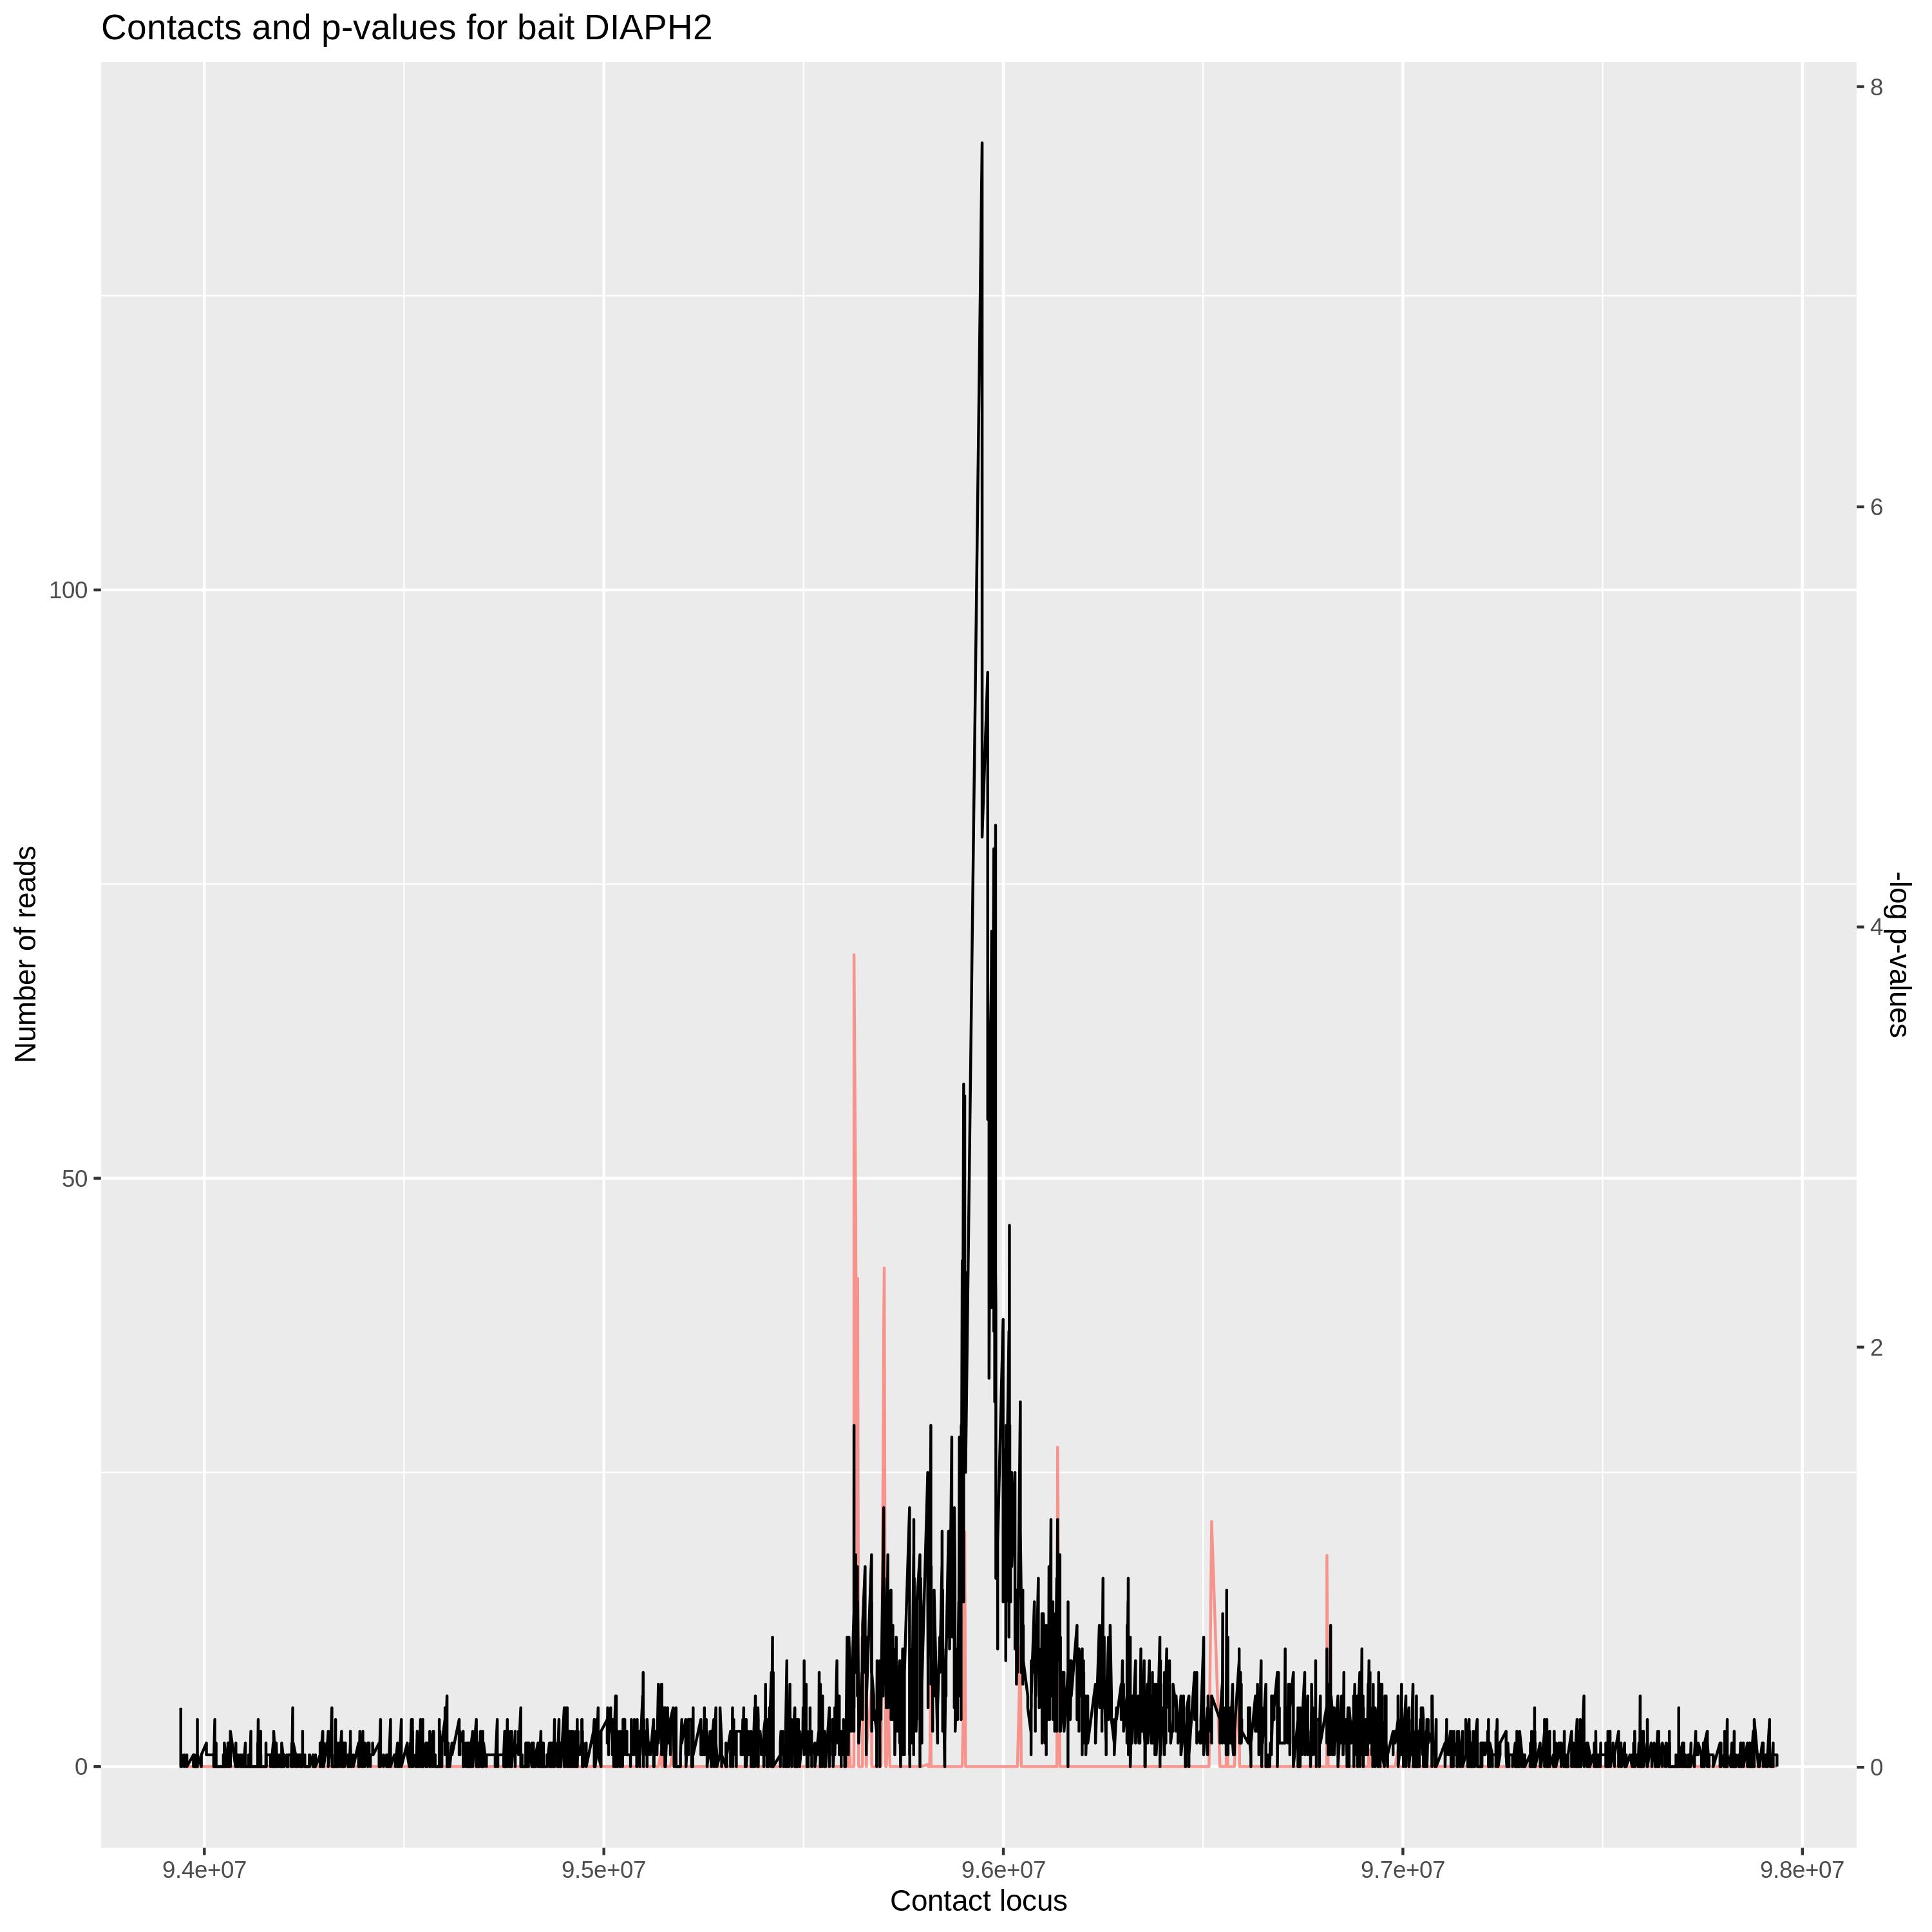 Contacts and p-values for bait DIAPH2
8
6
100
4
Number of reads
-log p-values
2
50
0
0
9.4e+07 9.5e+07 9.6e+07 9.7e+07 9.8e+07
Contact locus